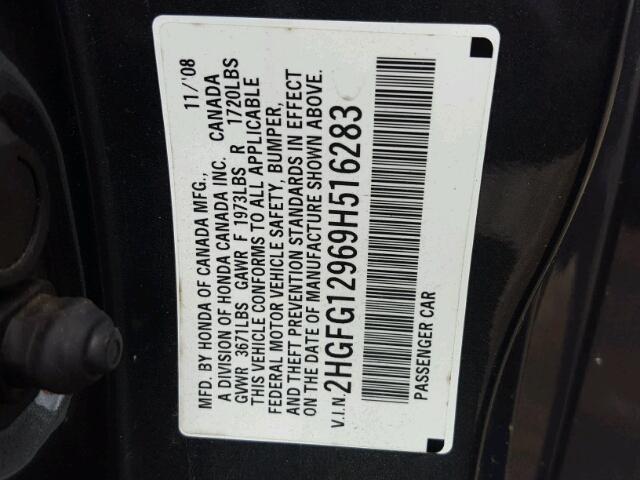 MFD. BY HONDA OF CANADA MFG., 11/'08
A DIVISION OF HONDA CANADA INC. CANADA
GVWR 3671LBS GAWR F 1973LBS R 1720LBS
THIS VEHICLE CONFORMS TO ALL APPLICABLE
FEDERAL MOTOR VEHICLE SAFETY, BUMPER,
AND THEFT PREVENTION STANDARDS IN EFFECT
ON THE DATE OF MANUFACTURE SHOWN ABOVE.
V.I.N. 2HGFG12969H516283
PASSENGER CAR